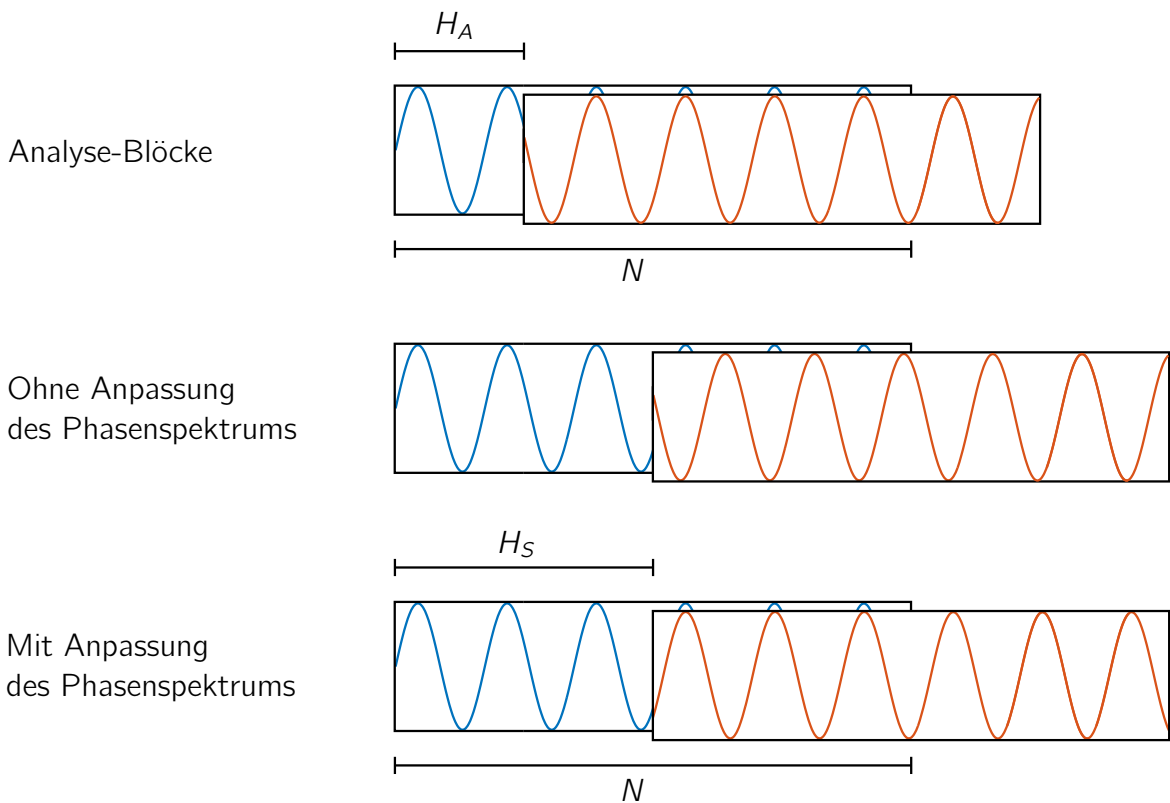 H_A
Analyse-Blöcke
N
Ohne Anpassung
des Phasenspektrums
H_S
Mit Anpassung
des Phasenspektrums
N